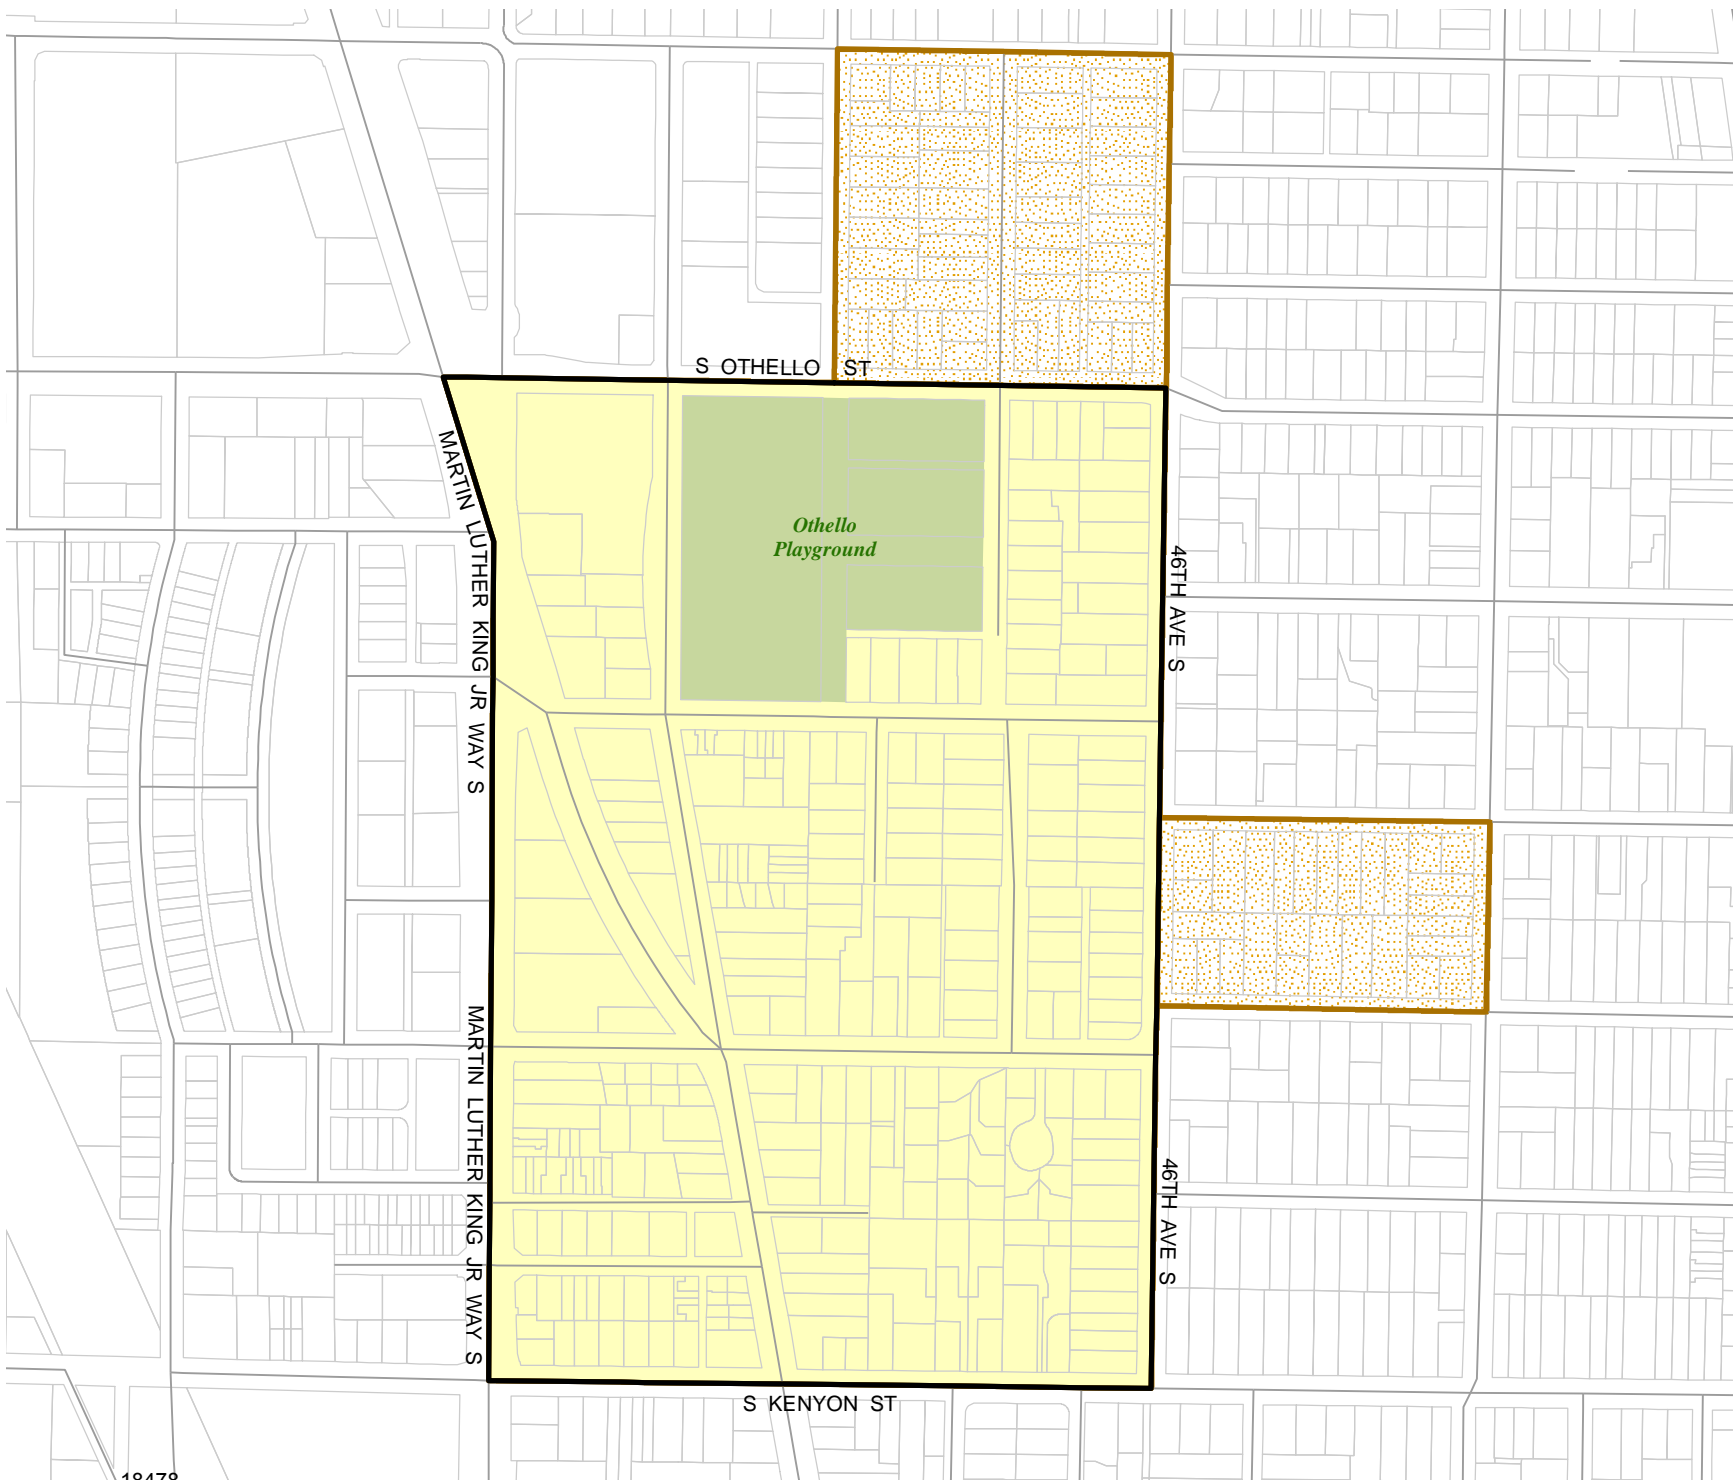 S OTHELLO ST
MARTIN LUTHER KING JR WAY S
Othello
Playground
46TH AVE S
MARTIN LUTHER KING JR WAY S
46TH AVE S
S KENYON ST
18478